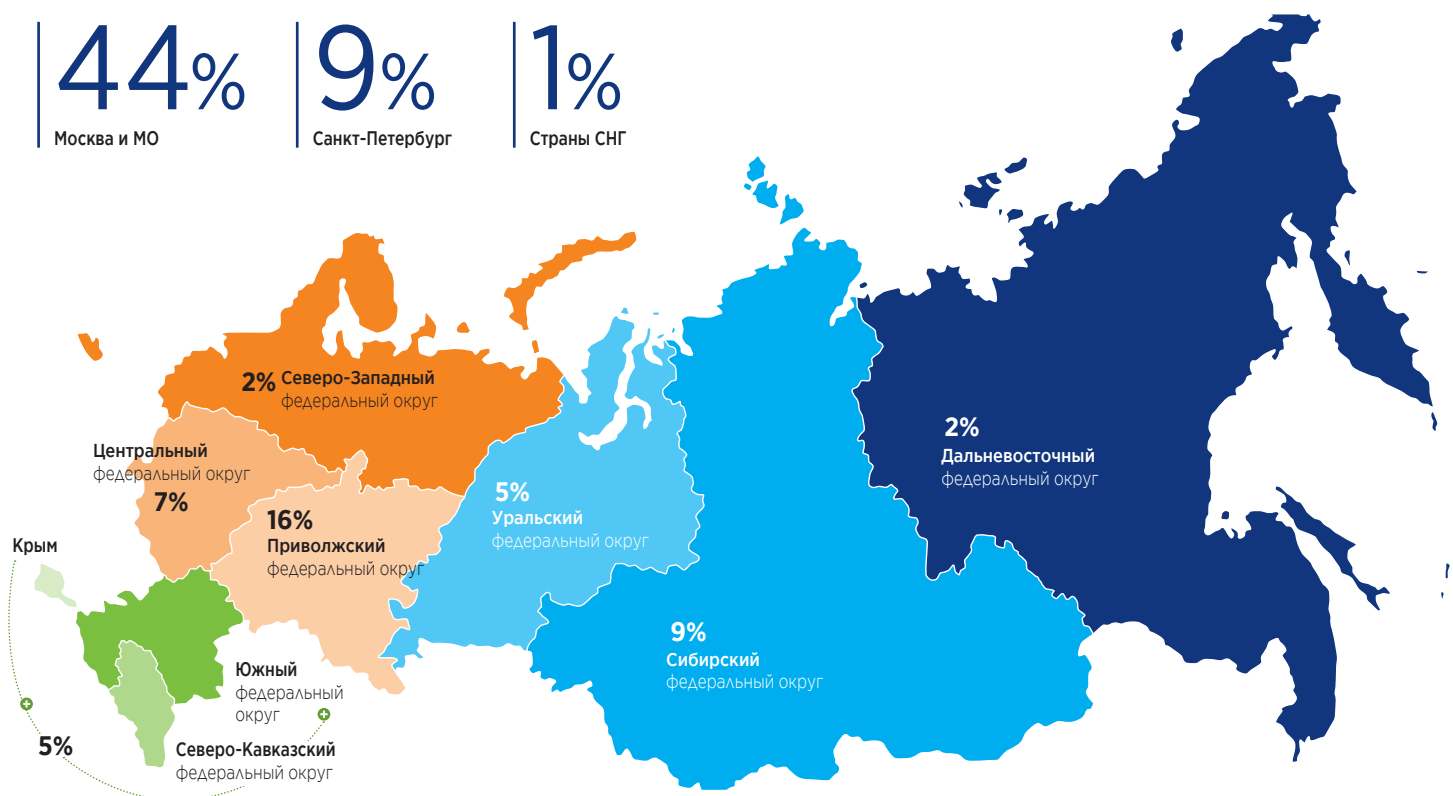 44%
Москва и МО
9%
Санкт-Петербург
1%
Страны СНГ
2% Северо-Западный
федеральный округ
Центральный
федеральный округ
7%
16%
Приволжский
федеральный округ
5%
Уральский
федеральный округ
2%
Дальневосточный
федеральный округ
9%
Сибирский
федеральный округ
Крым
Южный
федеральный
округ
5%
Северо-Кавказский
федеральный округ